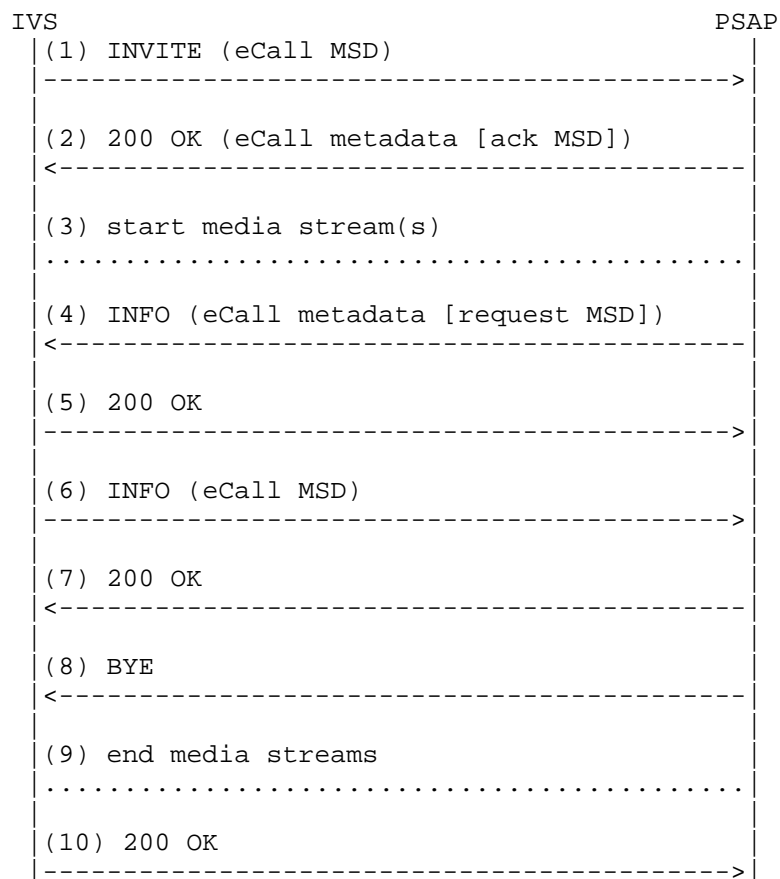 IVS PSAP
(1) INVITE (eCall MSD)
(2) 200 OK (eCall metadata [ack MSD])
(3) start media stream(s)
(4) INFO (eCall metadata [request MSD])
(5) 200 OK
(6) INFO (eCall MSD)
(7) 200 OK
(8) BYE
(9) end media streams
(10) 200 OK